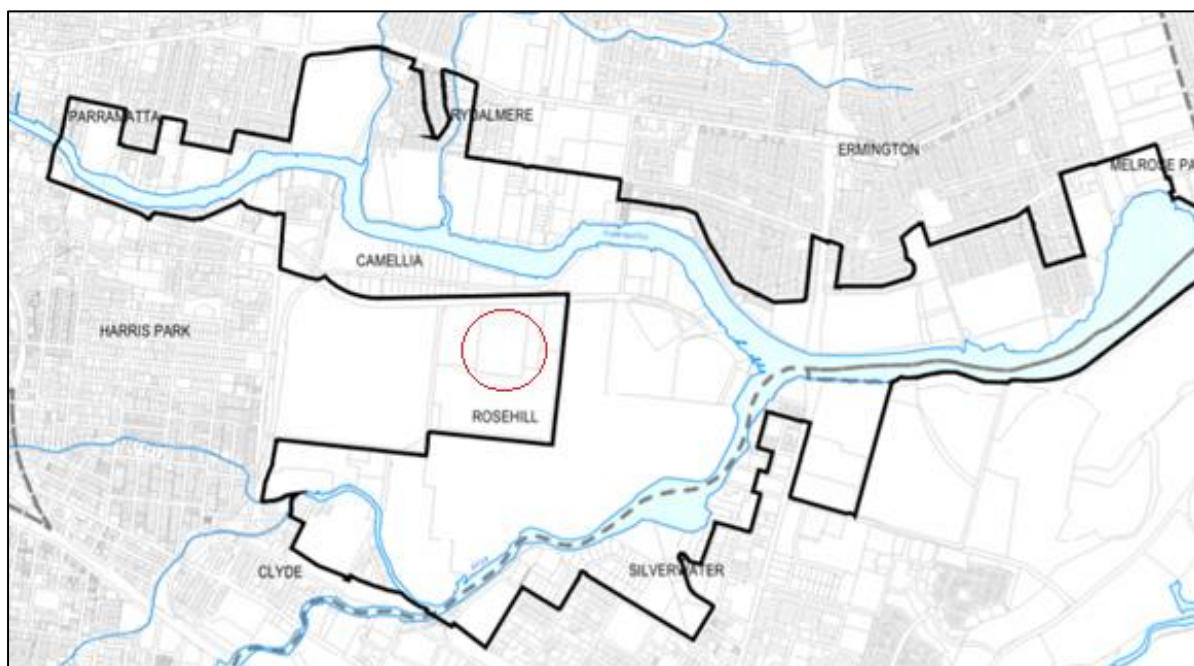 PARRAMATTA
RYDALMERE
ERMINGTON
MELROSE PA
CAMELLIA
HARRIS PARK
ROSEHILL
CLYDE
SILVERWATER